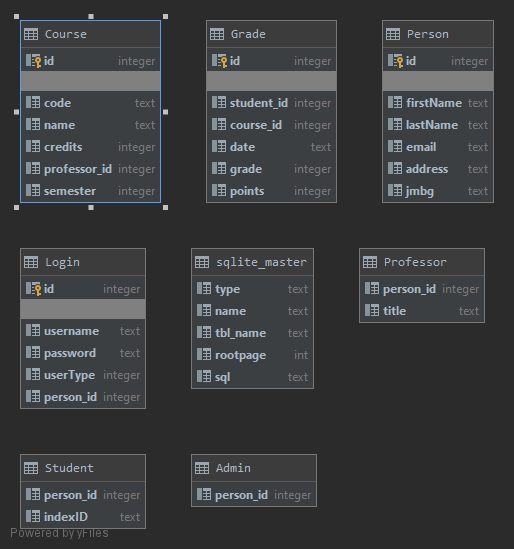 Course
id integer
code text
name text
credits integer
professor_id integer
semester integer
Grade
id integer
student_id integer
course_id integer
date text
grade integer
points integer
Person
id integer
firstName text
lastName text
email text
address text
jmbg text
Login
id integer
username text
password text
userType integer
person_id integer
sqlite_master
type text
name text
tbl_name text
rootpage int
sql text
Professor
person_id integer
title text
Student
person_id integer
indexID text
Admin
person_id integer
Powered by yFiles